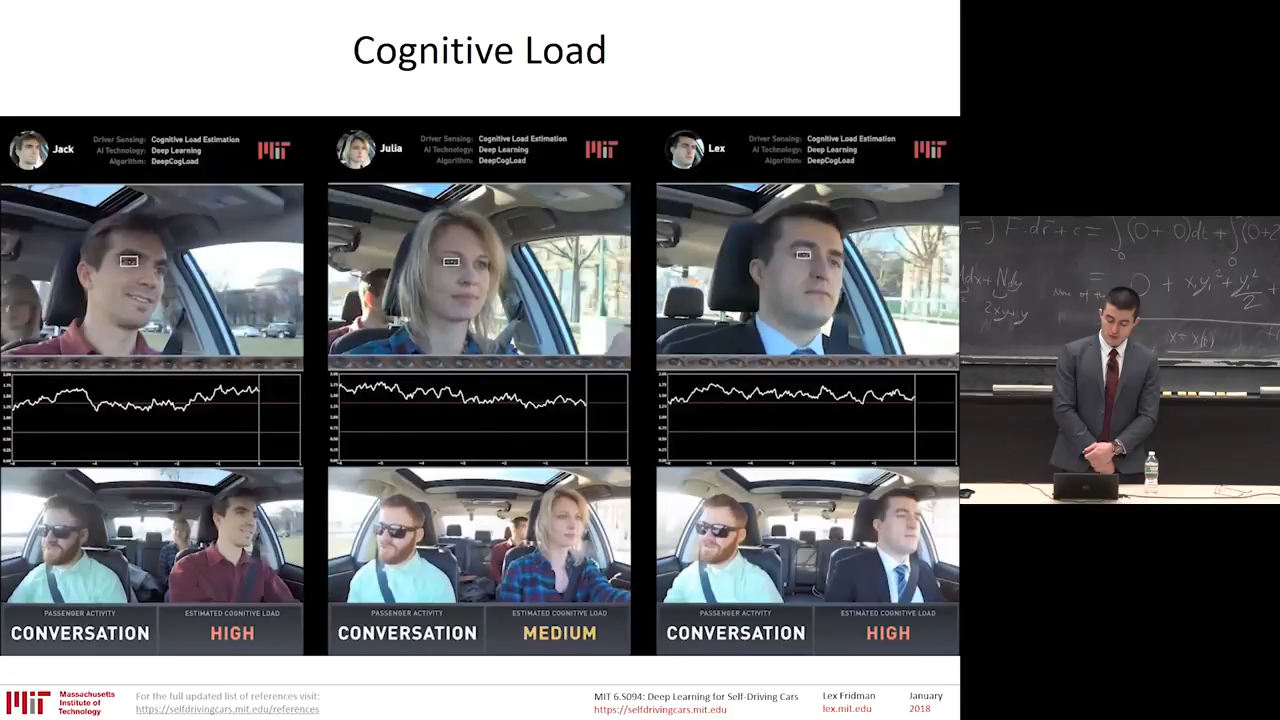 Cognitive Load
Jack
Driver Sensing: Cognitive Load Estimation
AI Technology: Deep Learning
Algorithm: DeepCogLoad
MIT
Julia
Driver Sensing: Cognitive Load Estimation
AI Technology: Deep Learning
Algorithm: DeepCogLoad
MIT
Lex
Driver Sensing: Cognitive Load Estimation
AI Technology: Deep Learning
Algorithm: DeepCogLoad
MIT
PASSENGER ACTIVITY
CONVERSATION
ESTIMATED COGNITIVE LOAD
HIGH
PASSENGER ACTIVITY
CONVERSATION
ESTIMATED COGNITIVE LOAD
MEDIUM
PASSENGER ACTIVITY
CONVERSATION
ESTIMATED COGNITIVE LOAD
HIGH
MIT
Massachusetts
Institute of
Technology
For the full updated list of references visit:
https://selfdrivingcars.mit.edu/references
MIT 6.S094: Deep Learning for Self-Driving Cars
https://selfdrivingcars.mit.edu
Lex Fridman
lex.mit.edu
January
2018